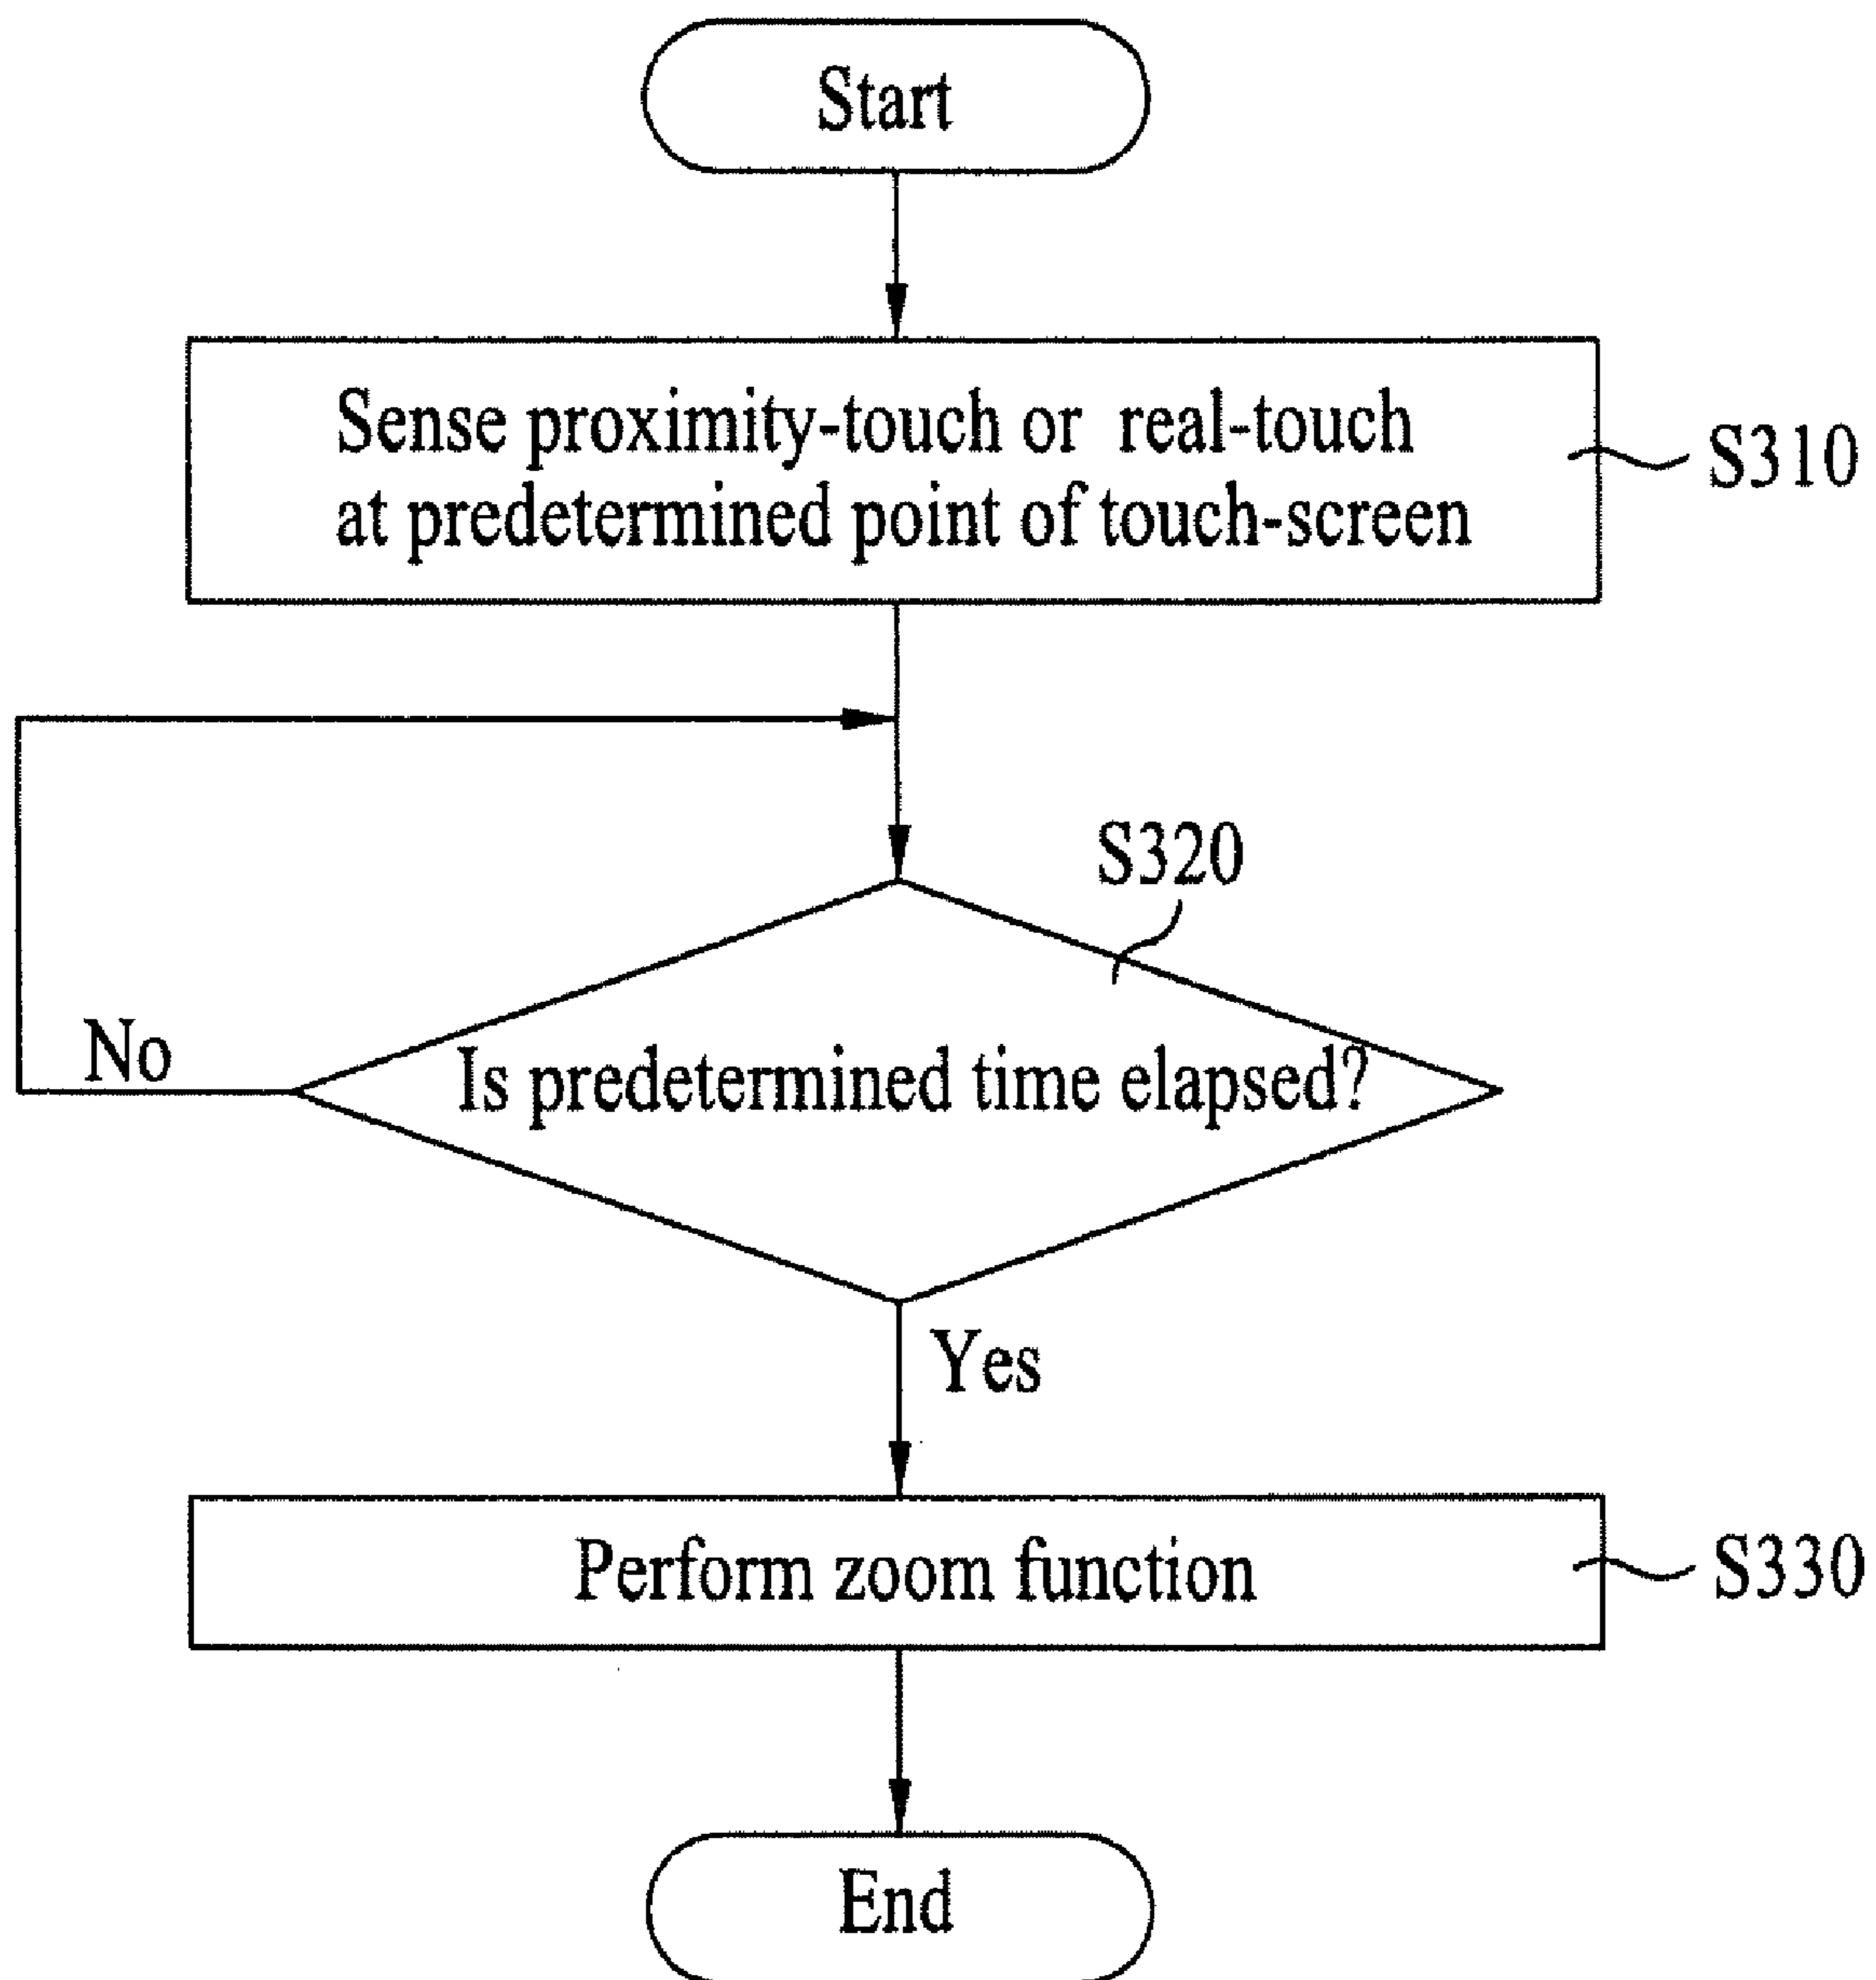 Start
Sense proximity-touch or real-touch
at predetermined point of touch-screen
S310
S320
No
Is predetermined time elapsed?
Yes
Perform zoom function
S330
End